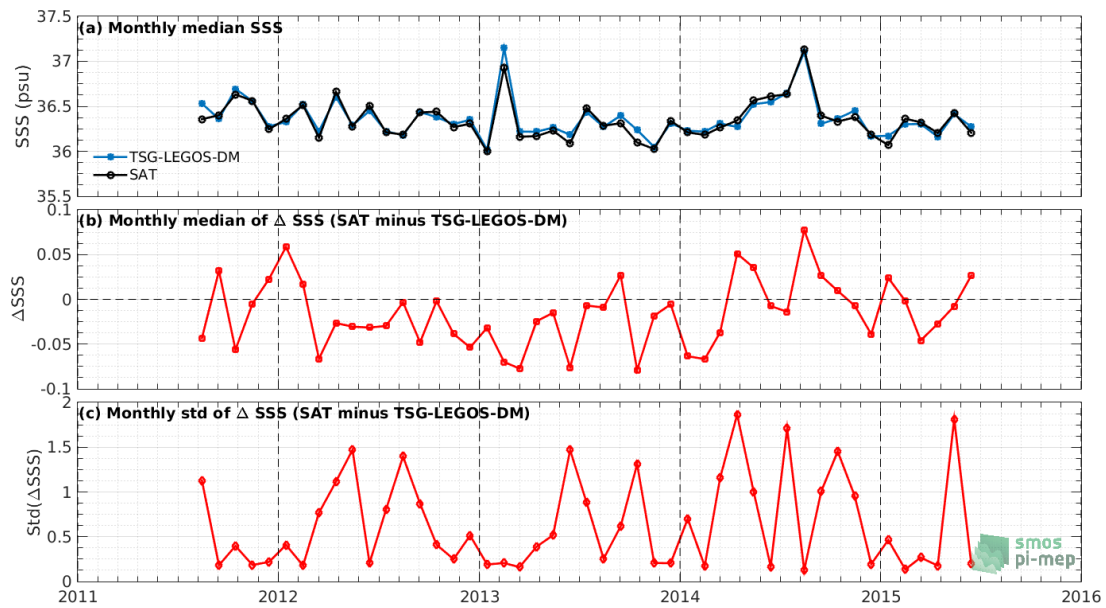 (a) Monthly median SSS
37.5
37
36.5
36
35.5
SSS (psu)
TSG-LEGOS-DM
SAT
(b) Monthly median of Δ SSS (SAT minus TSG-LEGOS-DM)
0.1
0.05
0
-0.05
-0.1
ΔSSS
(c) Monthly std of Δ SSS (SAT minus TSG-LEGOS-DM)
2
1.5
1
0.5
0
Std(ΔSSS)
smos
pi-mep
2011 2012 2013 2014 2015 2016